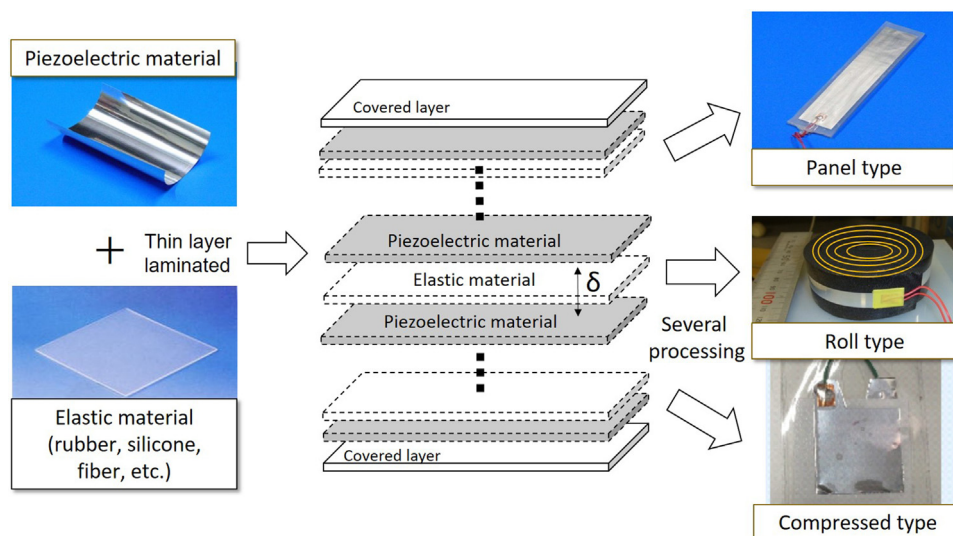 Piezoelectric material
+
Thin layer
laminated
Elastic material
(rubber, silicone,
fiber, etc.)
Covered layer
Piezoelectric material
Elastic material
δ
Piezoelectric material
Covered layer
Several
processing
Panel type
Roll type
Compressed type